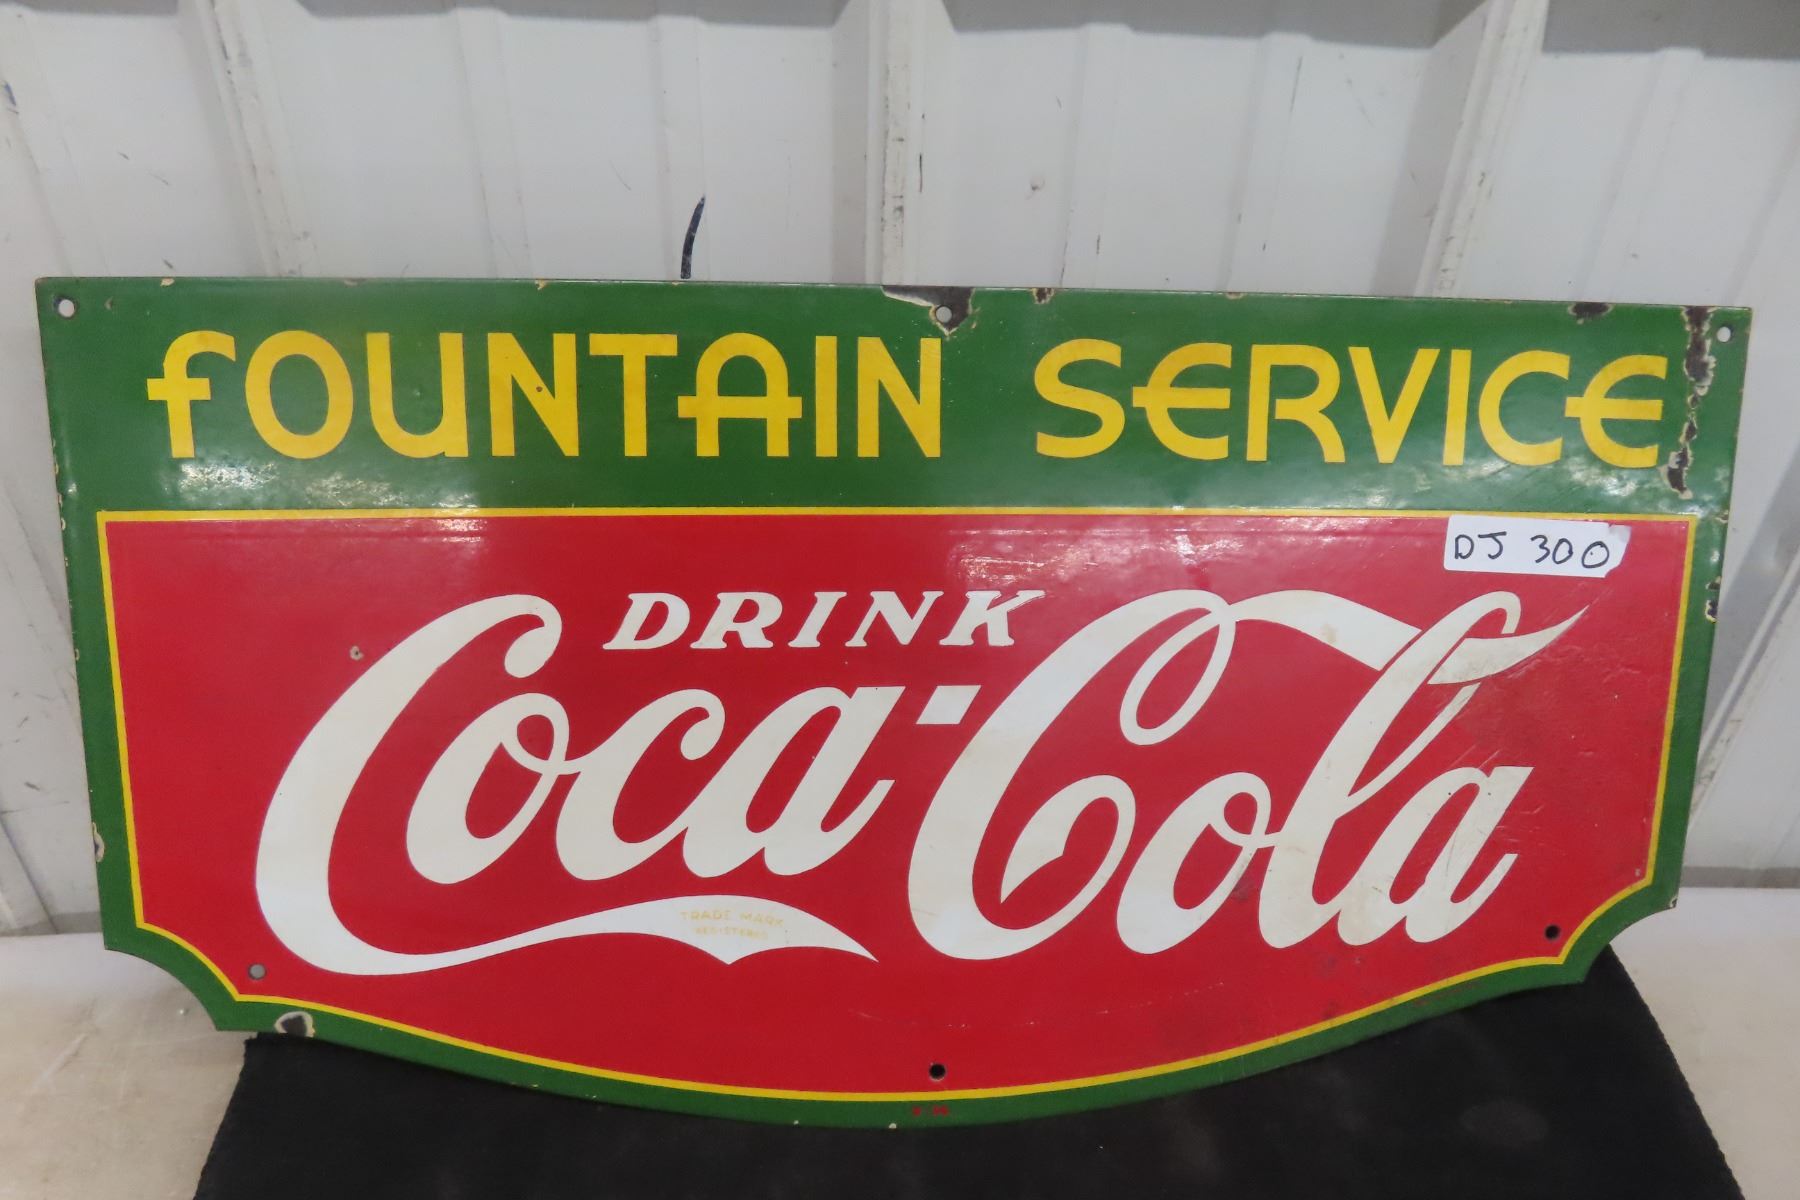 FOUNTAIN SERVICE
DJ 300
DRINK
Coca-Cola
TRADE MARK
REGISTERED